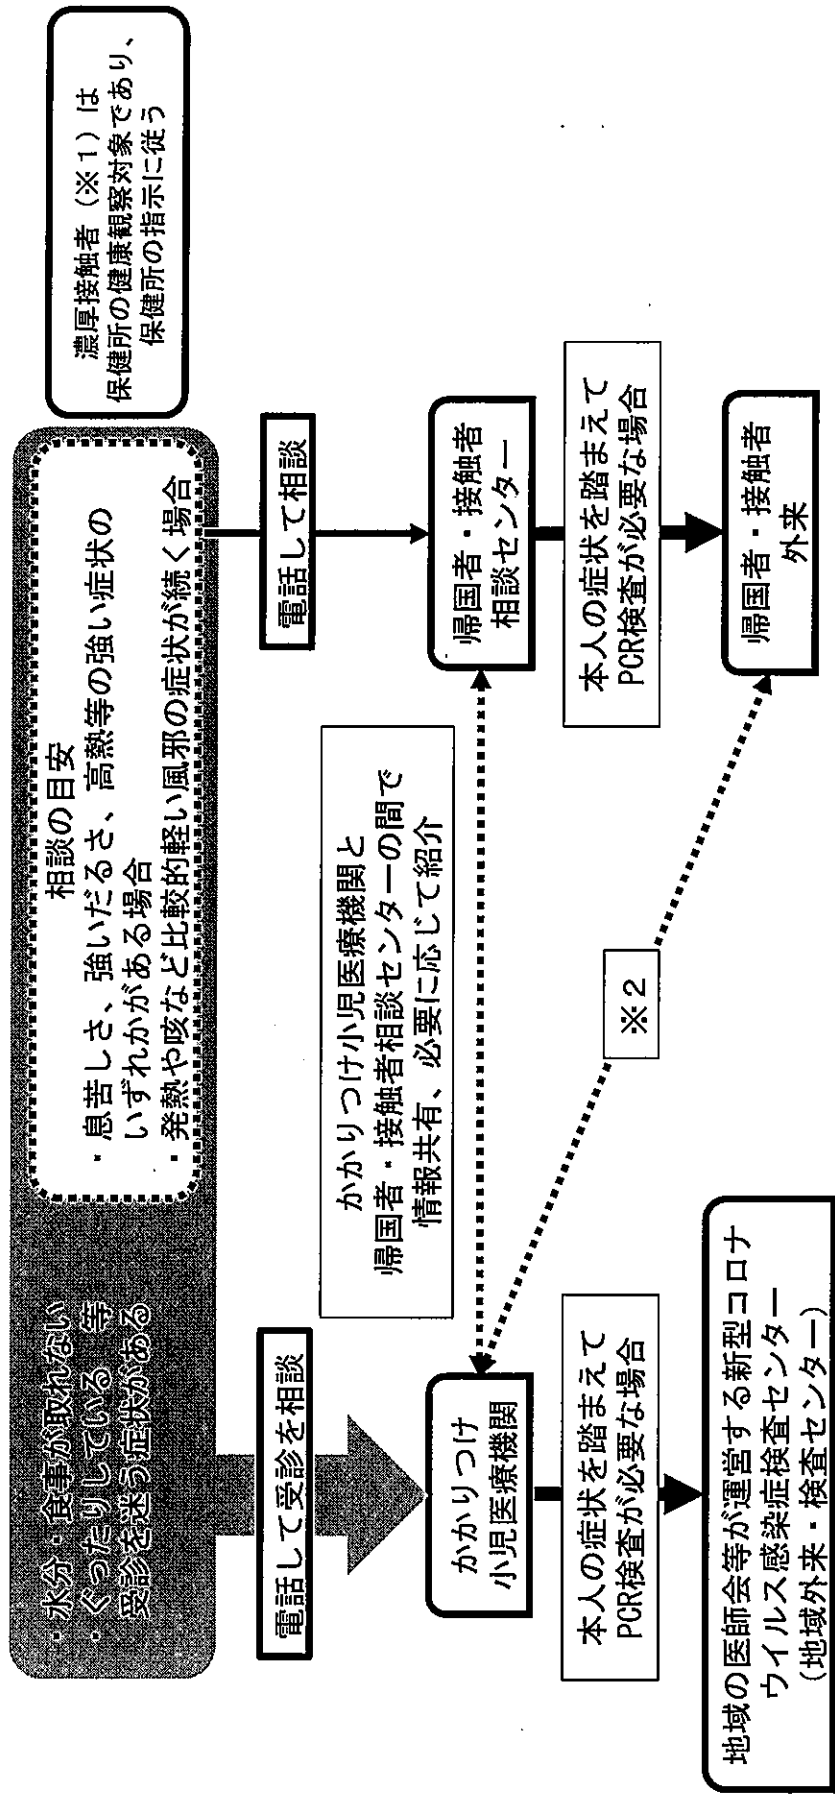 ・水分・食事が取れない
・ぐったりしている 等
受診を迷う症状がある
相談の目安
・息苦しさ、強いだるさ、高熱等の強い症状の
いずれかがある場合
・発熱や咳など比較的軽い風邪の症状が続く場合
濃厚接触者（※１）は
保健所の健康観察対象であり、
保健所の指示に従う
電話して受診を相談
電話して相談
かかりつけ小児医療機関と
帰国者・接触者相談センターの間で
情報共有、必要に応じて紹介
かかりつけ
小児医療機関
帰国者・接触者
相談センター
本人の症状を踏まえて
PCR検査が必要な場合
※２
本人の症状を踏まえて
PCR検査が必要な場合
地域の医師会等が運営する新型コロナ
ウイルス感染症検査センター
（地域外来・検査センター）
帰国者・接触者
外来